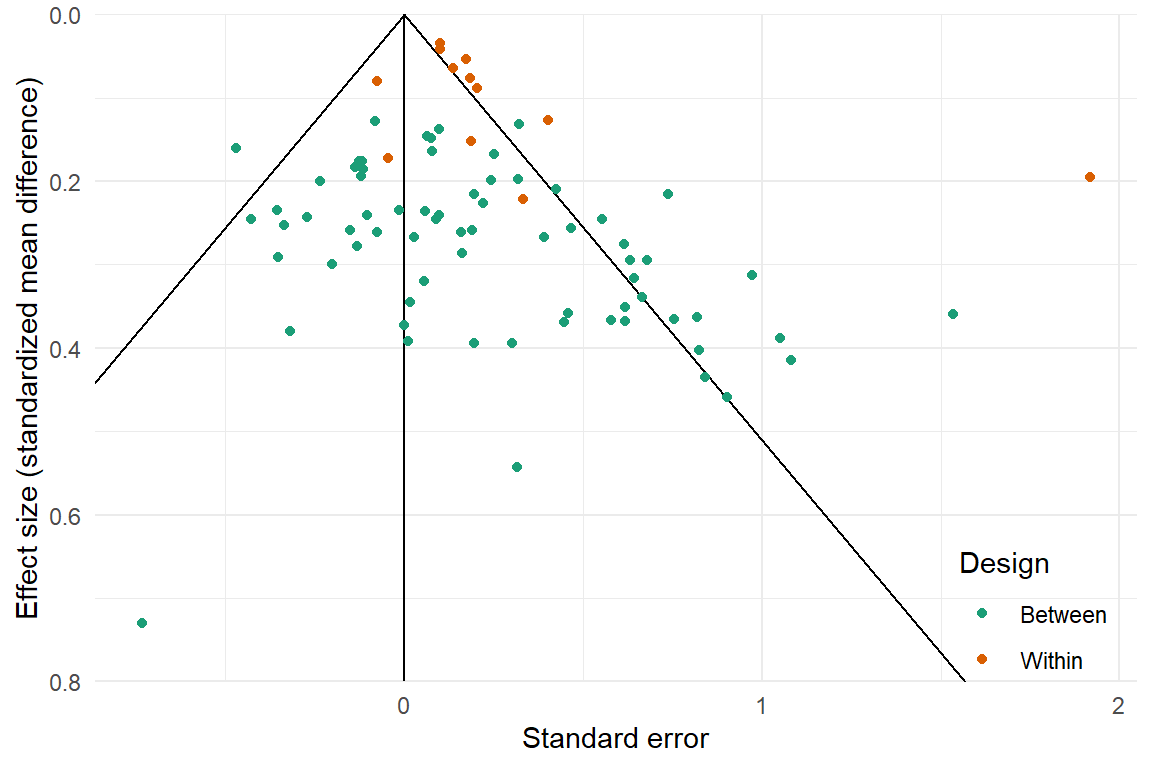 0.0
0.2
0.4
0.6
0.8
Effect size (standardized mean difference)
0
1
2
Standard error
Design
Between
Within